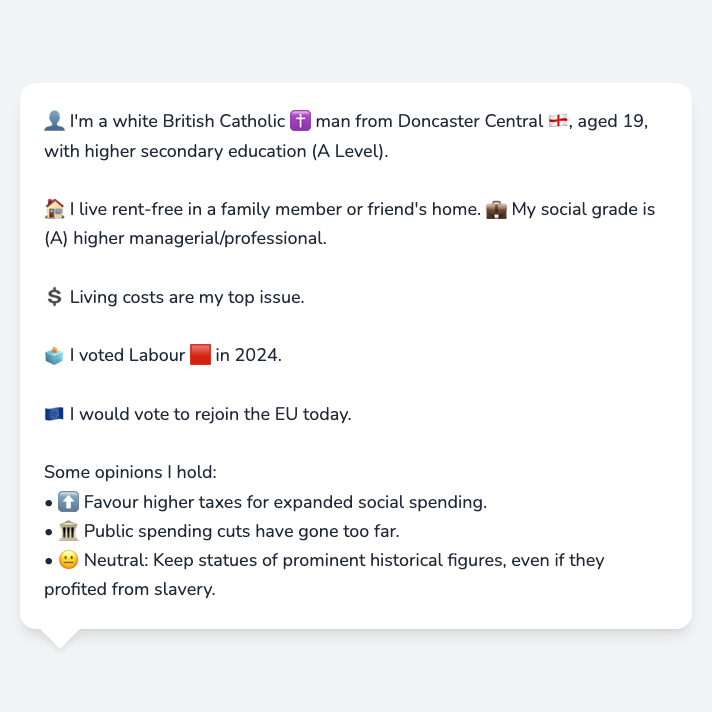 👤 I'm a white British Catholic ✝️ man from Doncaster Central 🏴󠁧󠁢󠁥󠁮󠁧󠁿, aged 19,
with higher secondary education (A Level).
🏠 I live rent-free in a family member or friend's home. 💼 My social grade is
(A) higher managerial/professional.
💲 Living costs are my top issue.
🗳️ I voted Labour 🟥 in 2024.
🇪🇺 I would vote to rejoin the EU today.
Some opinions I hold:
• ⬆️ Favour higher taxes for expanded social spending.
• 🏛️ Public spending cuts have gone too far.
• 😐 Neutral: Keep statues of prominent historical figures, even if they
profited from slavery.